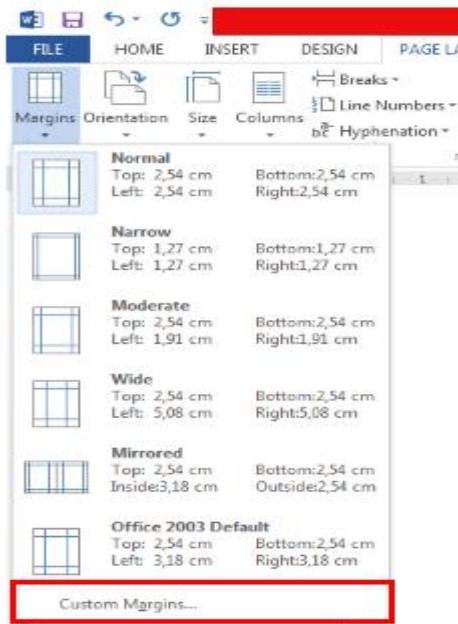 FILE HOME INSERT DESIGN PAGE LA
Breaks
Line Numbers
Margins Orientation Size Columns
Hyphenation
Normal
Top: 2,54 cm Bottom:2,54 cm
Left: 2,54 cm Right:2,54 cm
Narrow
Top: 1,27 cm Bottom:1,27 cm
Left: 1,27 cm Right:1,27 cm
Moderate
Top: 2,54 cm Bottom:2,54 cm
Left: 1,91 cm Right:1,91 cm
Wide
Top: 2,54 cm Bottom:2,54 cm
Left: 5,08 cm Right:5,08 cm
Mirrored
Top: 2,54 cm Bottom:2,54 cm
Inside:3,18 cm Outside:2,54 cm
Office 2003 Default
Top: 2,54 cm Bottom:2,54 cm
Left: 3,18 cm Right:3,18 cm
Custom Margins...